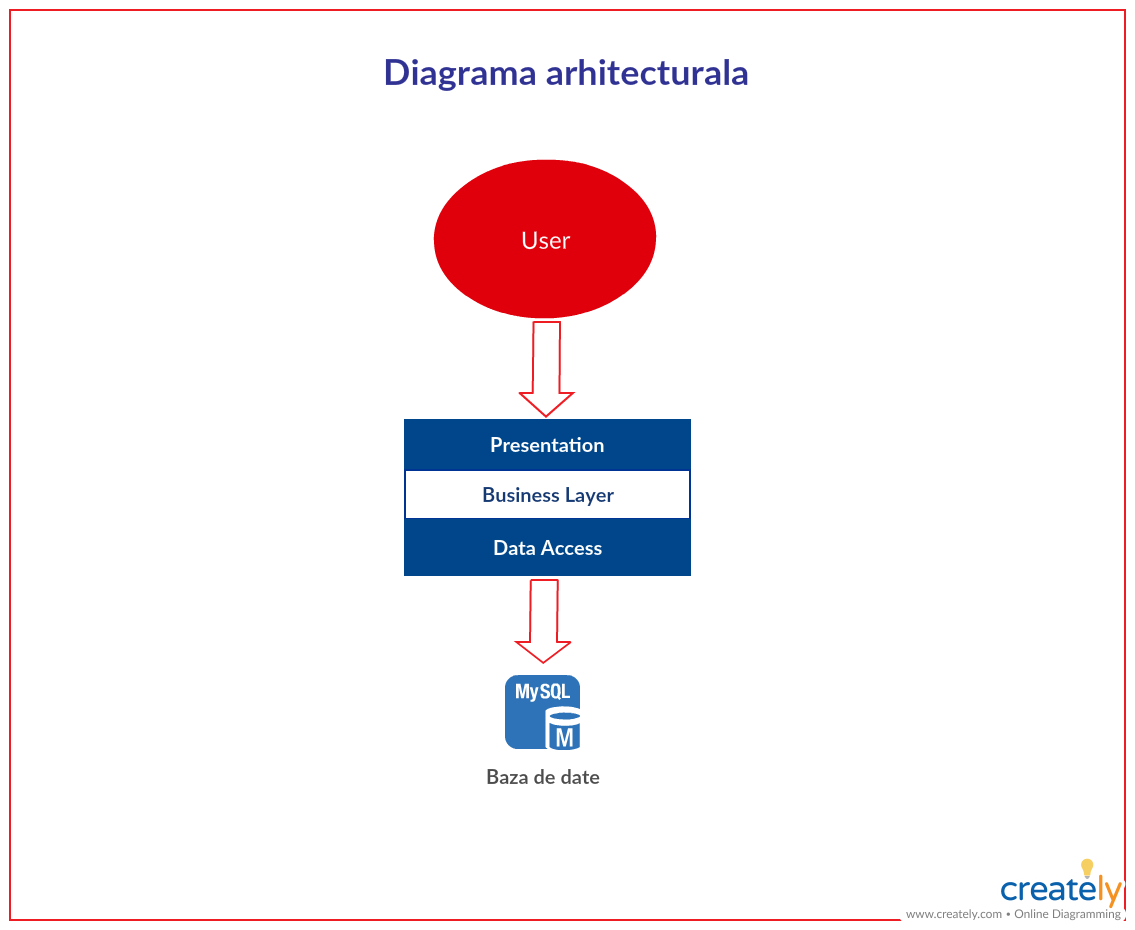 Diagrama arhitecturala
User
Presentation
Business Layer
Data Access
MySQL
M
Baza de date
creately
www.creately.com • Online Diagramming